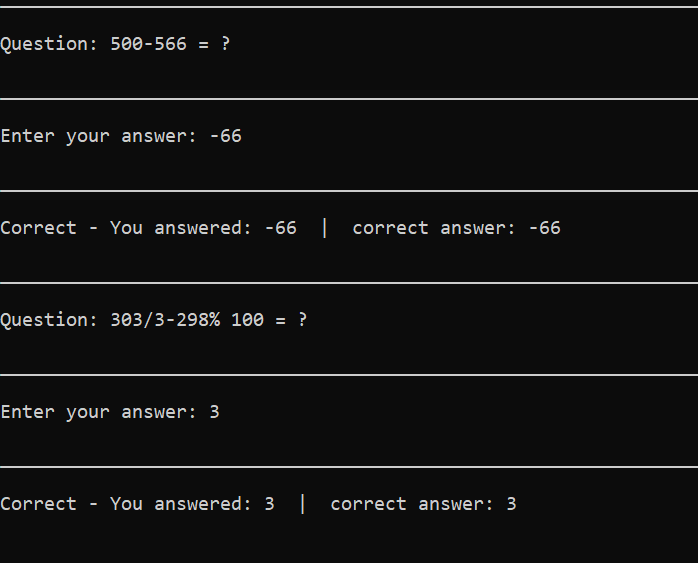 Question: 500-566 = ?
Enter your answer: -66
Correct - You answered: -66  |  correct answer: -66
Question: 303/3-298% 100 = ?
Enter your answer: 3
Correct - You answered: 3  |  correct answer: 3